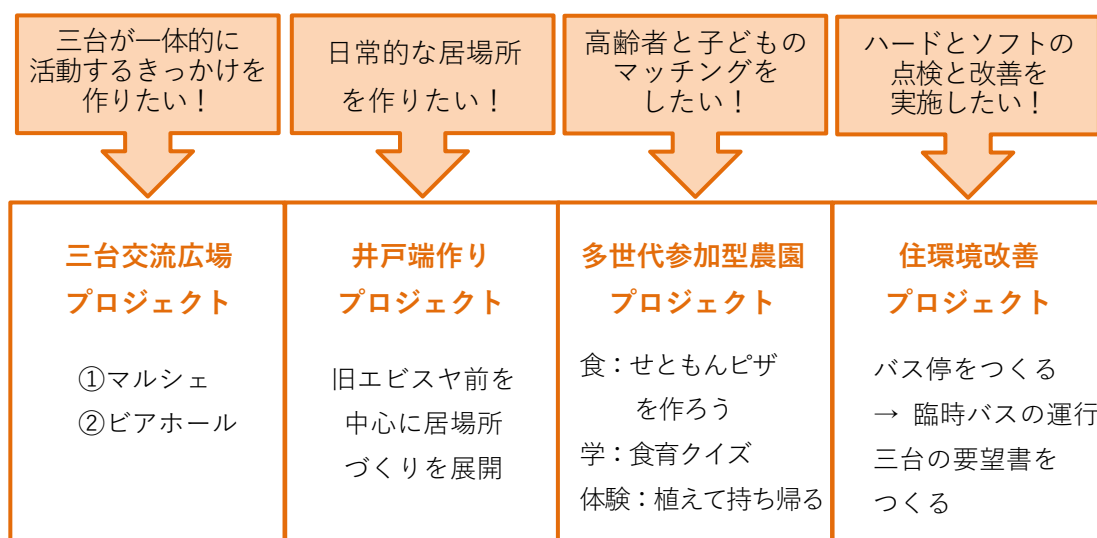 三台が一体的に
活動するきっかけを
作りたい！
日常的な居場所
を作りたい！
高齢者と子どもの
マッチングを
したい！
ハードとソフトの
点検と改善を
実施したい！
三台交流広場
プロジェクト
①マルシェ
②ビアホール
井戸端作り
プロジェクト
旧エビスヤ前を
中心に居場所
づくりを展開
多世代参加型農園
プロジェクト
食：せともんピザ
を作ろう
学：食育クイズ
体験：植えて持ち帰る
住環境改善
プロジェクト
バス停をつくる
→ 臨時バスの運行
三台の要望書を
つくる